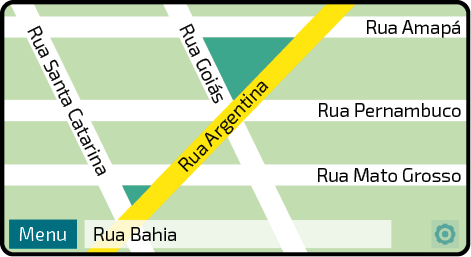 Rua Amapá
Rua Santa Catarina
Rua Goiás
Rua Argentina
Rua Pernambuco
Rua Mato Grosso
Menu
Rua Bahia